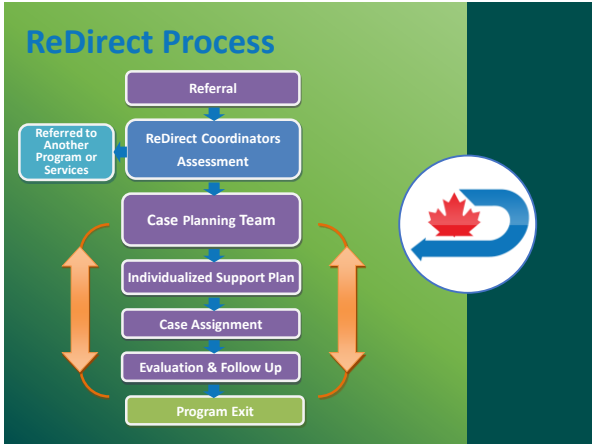 ReDirect Process
Referral
Referred to
Another
Program or
Services
ReDirect Coordinators
Assessment
Case Planning Team
Individualized Support Plan
Case Assignment
Evaluation & Follow Up
Program Exit